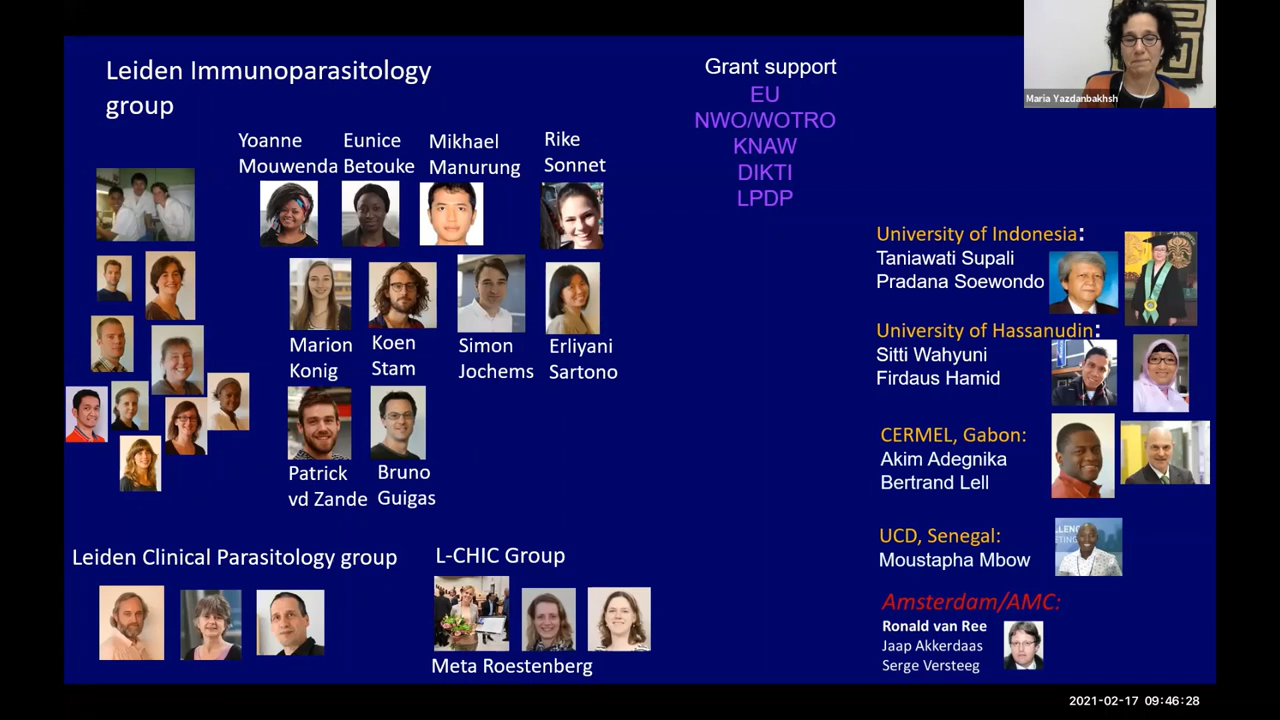 Leiden Immunoparasitology
group
Yoanne
Mouwenda
Eunice
Betouke
Mikhael
Manurung
Rike
Sonnet
Marion
Konig
Koen
Stam
Simon
Jochems
Erliyani
Sartono
Patrick
vd Zande
Bruno
Guigas
Leiden Clinical Parasitology group
L-CHIC Group
Meta Roestenberg
Grant support
EU
NWO/WOTRO
KNAW
DIKTI
LPDP
Maria Yazdanbakhsh
University of Indonesia:
Taniawati Supali
Pradana Soewondo
University of Hassanudin:
Sitti Wahyuni
Firdaus Hamid
CERMEL, Gabon:
Akim Adegnika
Bertrand Lell
UCD, Senegal:
Moustapha Mbow
Amsterdam/AMC:
Ronald van Ree
Jaap Akkerdaas
Serge Versteeg
2021-02-17 09:46:28